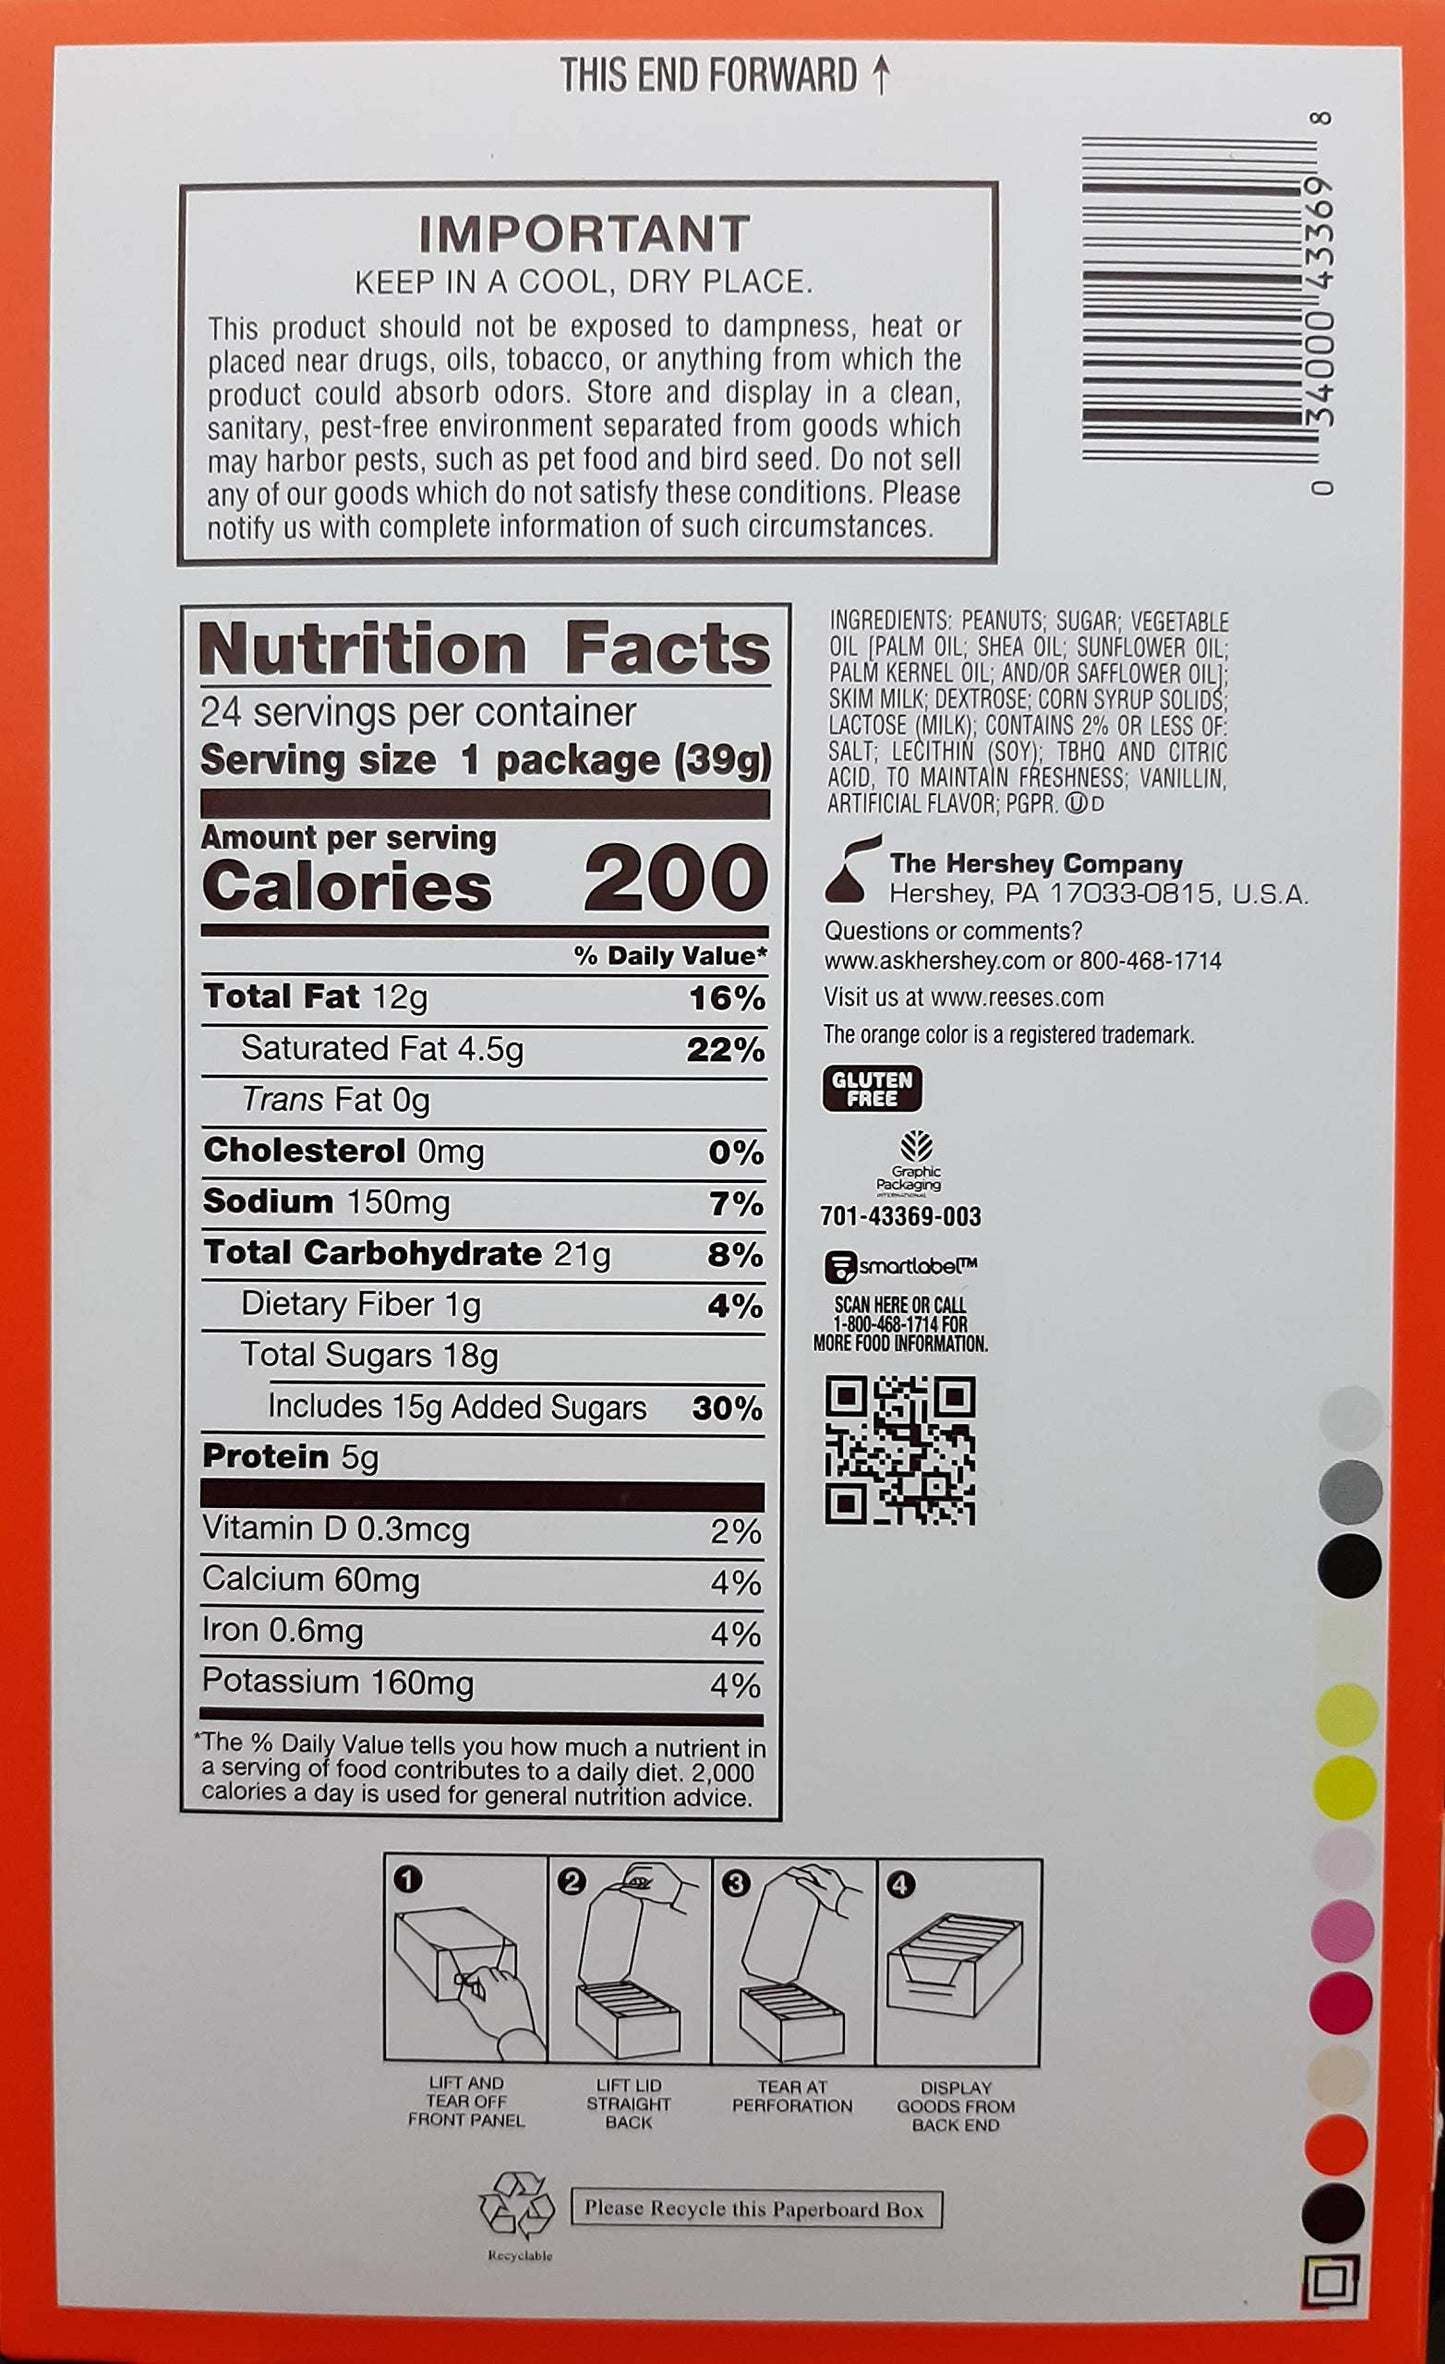 THIS END FORWARD ↑
IMPORTANT
KEEP IN A COOL, DRY PLACE.
This product should not be exposed to dampness, heat or
placed near drugs, oils, tobacco, or anything from which the
product could absorb odors. Store and display in a clean,
sanitary, pest-free environment separated from goods which
may harbor pests, such as pet food and bird seed. Do not sell
any of our goods which do not satisfy these conditions. Please
notify us with complete information of such circumstances.
0 34000 43369 8
Nutrition Facts
24 servings per container
Serving size 1 package (39g)
Amount per serving
Calories 200
% Daily Value*
Total Fat 12g 16%
Saturated Fat 4.5g 22%
Trans Fat 0g
Cholesterol 0mg 0%
Sodium 150mg 7%
Total Carbohydrate 21g 8%
Dietary Fiber 1g 4%
Total Sugars 18g
Includes 15g Added Sugars 30%
Protein 5g
Vitamin D 0.3mcg 2%
Calcium 60mg 4%
Iron 0.6mg 4%
Potassium 160mg 4%
*The % Daily Value tells you how much a nutrient in
a serving of food contributes to a daily diet. 2,000
calories a day is used for general nutrition advice.
INGREDIENTS: PEANUTS; SUGAR; VEGETABLE
OIL [PALM OIL; SHEA OIL; SUNFLOWER OIL;
PALM KERNEL OIL; AND/OR SAFFLOWER OIL];
SKIM MILK; DEXTROSE; CORN SYRUP SOLIDS;
LACTOSE (MILK); CONTAINS 2% OR LESS OF:
SALT; LECITHIN (SOY); TBHQ AND CITRIC
ACID, TO MAINTAIN FRESHNESS; VANILLIN,
ARTIFICIAL FLAVOR; PGPR. Ⓤ D
The Hershey Company
Hershey, PA 17033-0815, U.S.A.
Questions or comments?
www.askhershey.com or 800-468-1714
Visit us at www.reeses.com
The orange color is a registered trademark.
GLUTEN
FREE
Graphic
Packaging
INTERNATIONAL
701-43369-003
smartlabel™
SCAN HERE OR CALL
1-800-468-1714 FOR
MORE FOOD INFORMATION.
1
2
3
4
LIFT AND
TEAR OFF
FRONT PANEL
LIFT LID
STRAIGHT
BACK
TEAR AT
PERFORATION
DISPLAY
GOODS FROM
BACK END
Recyclable
Please Recycle this Paperboard Box